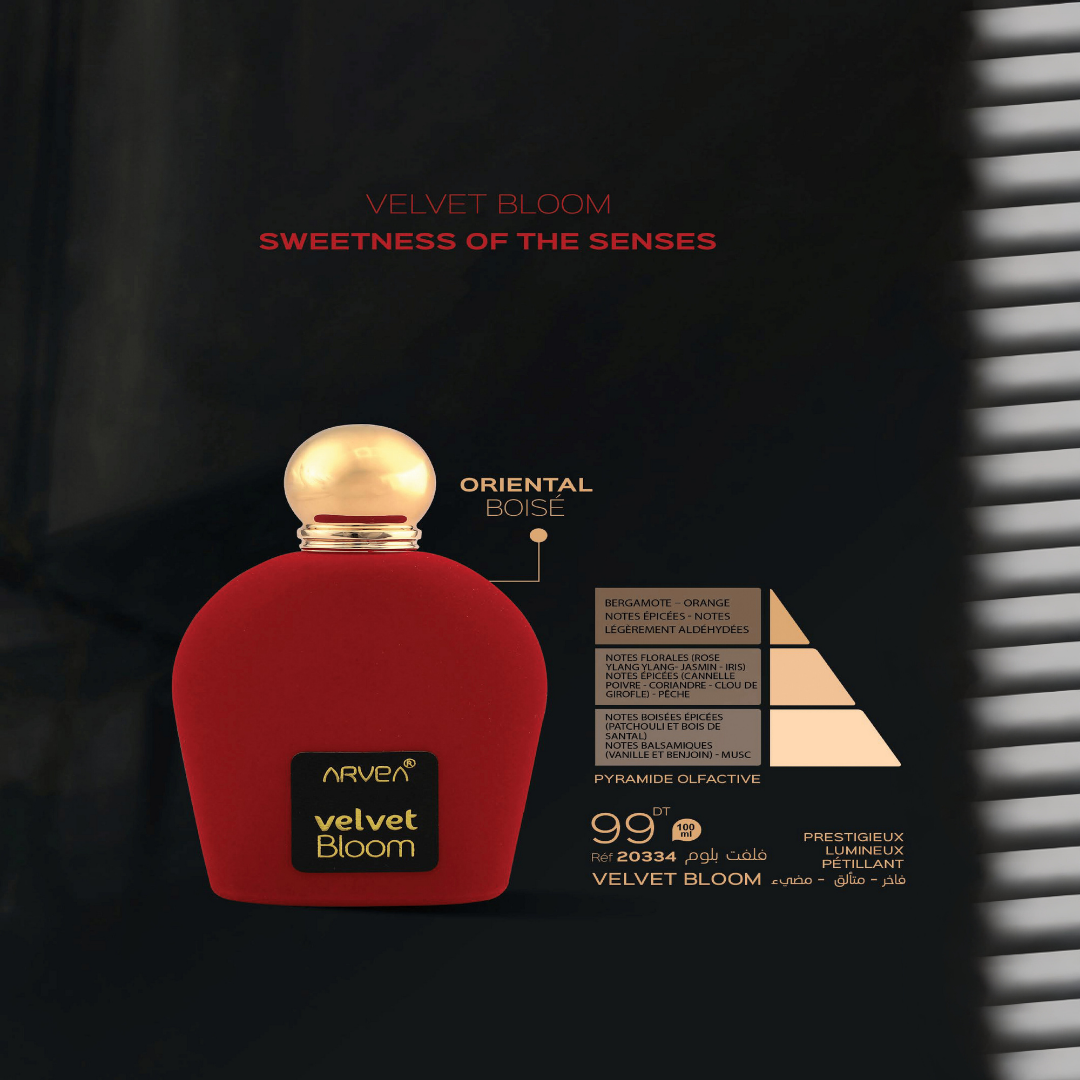 VELVET BLOOM
SWEETNESS OF THE SENSES
ORIENTAL
BOISÉ
BERGAMOTE - ORANGE
NOTES ÉPICÉES - NOTES
LÉGÈREMENT ALDÉHYDÉES
NOTES FLORALES (ROSE
YLANG YLANG- JASMIN - IRIS)
NOTES ÉPICÉES (CANNELLE
POIVRE - CORIANDRE - CLOU DE
GIROFLE) - PÊCHE
NOTES BOISÉES ÉPICÉES
(PATCHOULI ET BOIS DE
SANTAL)
NOTES BALSAMIQUES
(VANILLE ET BENJOIN) - MUSC
PYRAMIDE OLFACTIVE
ARVEA®
velvet
Bloom
99 DT
100
ml
Réf 20334 فلفت بلوم
VELVET BLOOM
PRESTIGIEUX
LUMINEUX
PÉTILLANT
فاخر - متألق - مضيء